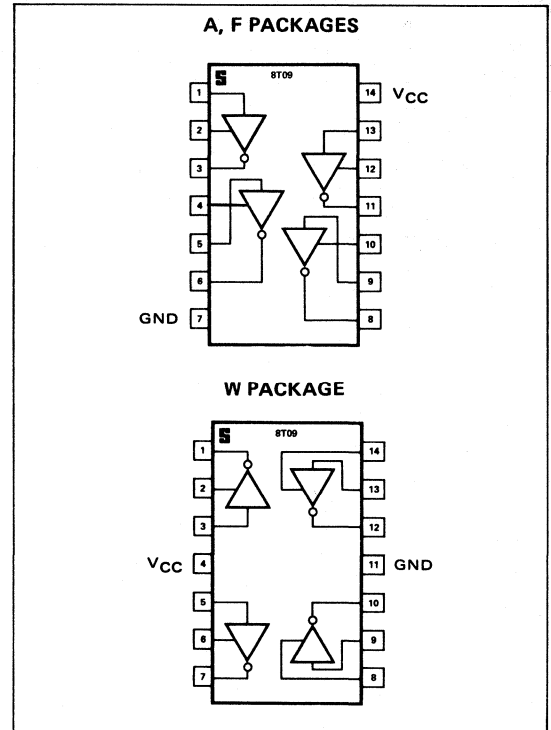 A, F PACKAGES
8T09
1 14 VCC
2 13
3 12
4 11
5 10
6 9
GND 7 8
W PACKAGE
8T09
1 14
2 13
3 12
VCC 4 11 GND
5 10
6 9
7 8